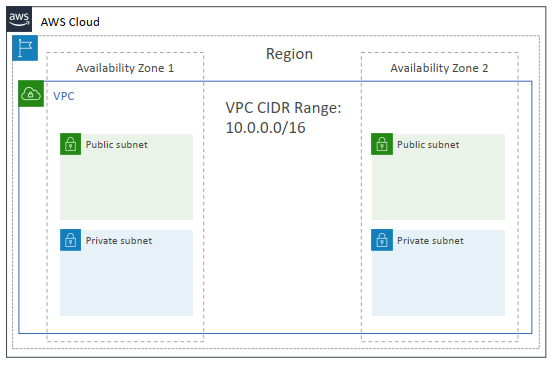 aws
AWS Cloud
Region
Availability Zone 1
Availability Zone 2
VPC
VPC CIDR Range:
10.0.0.0/16
Public subnet
Public subnet
Private subnet
Private subnet